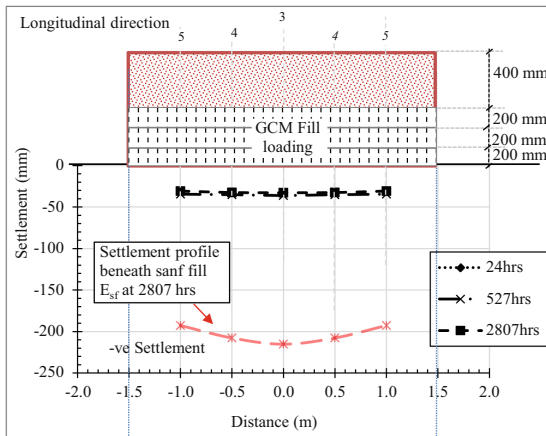 Longitudinal direction
5 4 3 4 5
400 mm
200 mm
200 mm
200 mm
GCM Fill
loading
Settlement (mm)
0
-50
-100
-150
-200
-250
Settlement profile
beneath sanf fill
Esf at 2807 hrs
-ve Settlement
24hrs
527hrs
2807hrs
-2.0 -1.5 -1.0 -0.5 0.0 0.5 1.0 1.5 2.0
Distance (m)